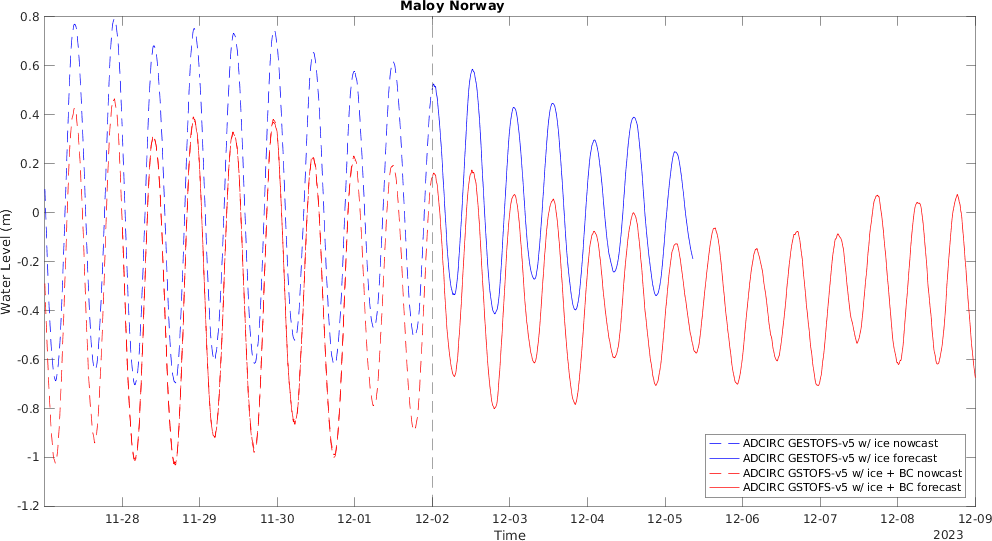 Maloy Norway
Water Level (m)
0.8
0.6
0.4
0.2
0
-0.2
-0.4
-0.6
-0.8
-1
-1.2
ADCIRC GESTOFS-v5 w/ ice nowcast
ADCIRC GESTOFS-v5 w/ ice forecast
ADCIRC GSTOFS-v5 w/ ice + BC nowcast
ADCIRC GSTOFS-v5 w/ ice + BC forecast
11-28 11-29 11-30 12-01 12-02 12-03 12-04 12-05 12-06 12-07 12-08 12-09
Time
2023